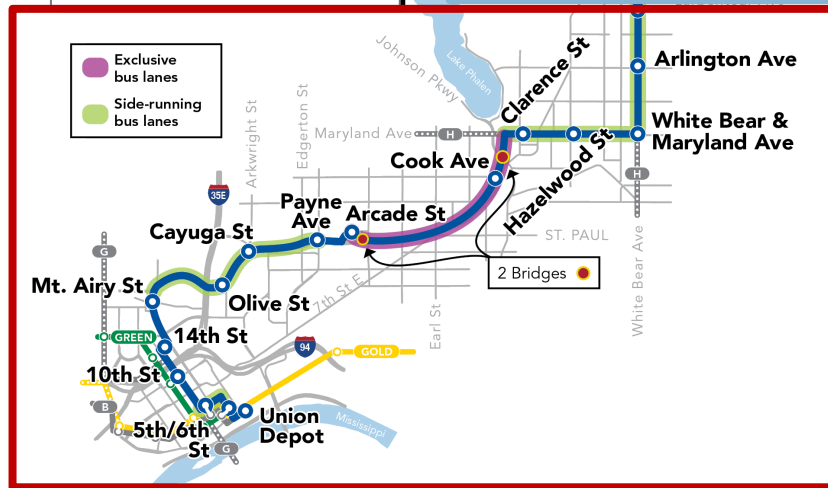 Exclusive
bus lanes
Side-running
bus lanes
Johnson Pkwy
Lake Phalen
Clarence St
Arlington Ave
White Bear &
Maryland Ave
Maryland Ave
H
Cook Ave
Hazelwood St
H
Arkwright St
Edgerton St
35E
Payne
Ave
Arcade St
Cayuga St
ST. PAUL
G
2 Bridges
White Bear Ave
Mt. Airy St
Olive St
7th St E
Earl St
GREEN
14th St
94
GOLD
10th St
B
5th/6th
St
G
Union
Depot
Mississippi